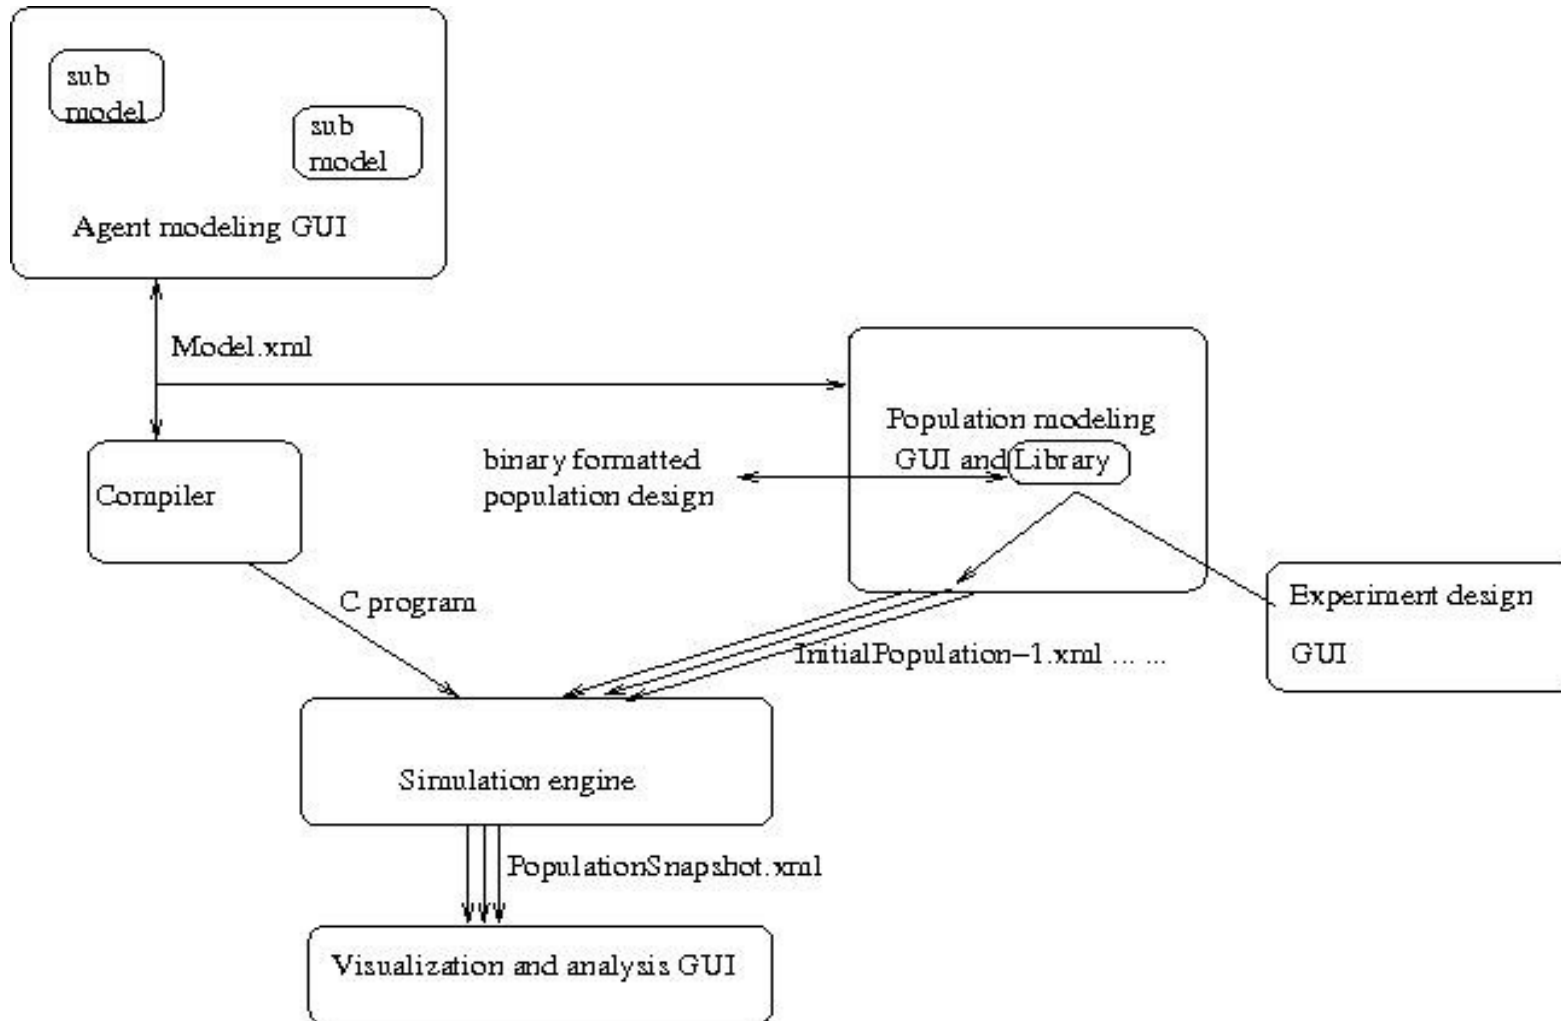 sub
model
sub
model
Agent modeling GUI
Model.xml
Population modeling
GUI and Library
binary formatted
population design
Compiler
C program
Experiment design
GUI
InitialPopulation–1.xml ... ...
Simulation engine
PopulationSnapshot.xml
Visualization and analysis GUI